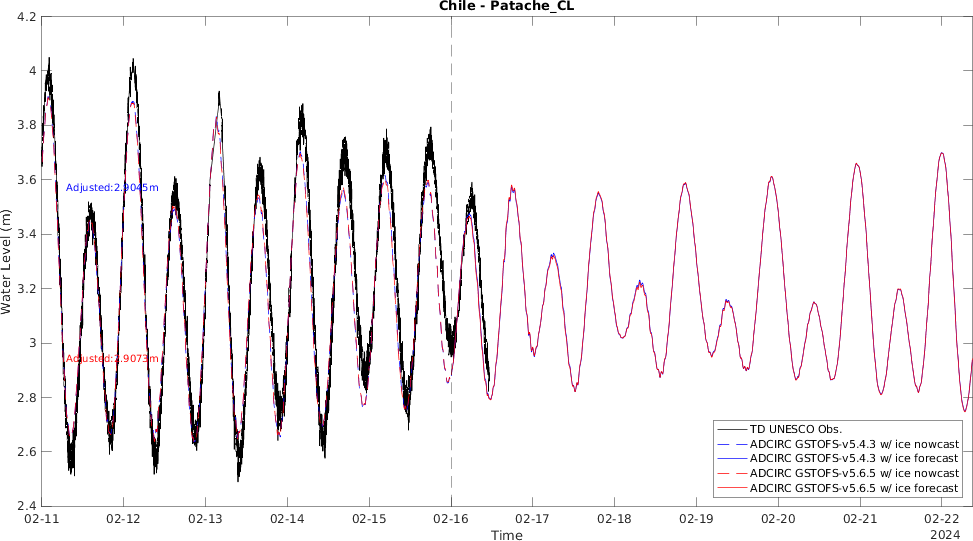 Chile - Patache_CL
4.2
4
3.8
3.6
3.4
3.2
3
2.8
2.6
2.4
Water Level (m)
Adjusted:2.9045m
Adjusted:2.9073m
TD UNESCO Obs.
ADCIRC GSTOFS-v5.4.3 w/ ice nowcast
ADCIRC GSTOFS-v5.4.3 w/ ice forecast
ADCIRC GSTOFS-v5.6.5 w/ ice nowcast
ADCIRC GSTOFS-v5.6.5 w/ ice forecast
02-11 02-12 02-13 02-14 02-15 02-16 02-17 02-18 02-19 02-20 02-21 02-22
Time
2024